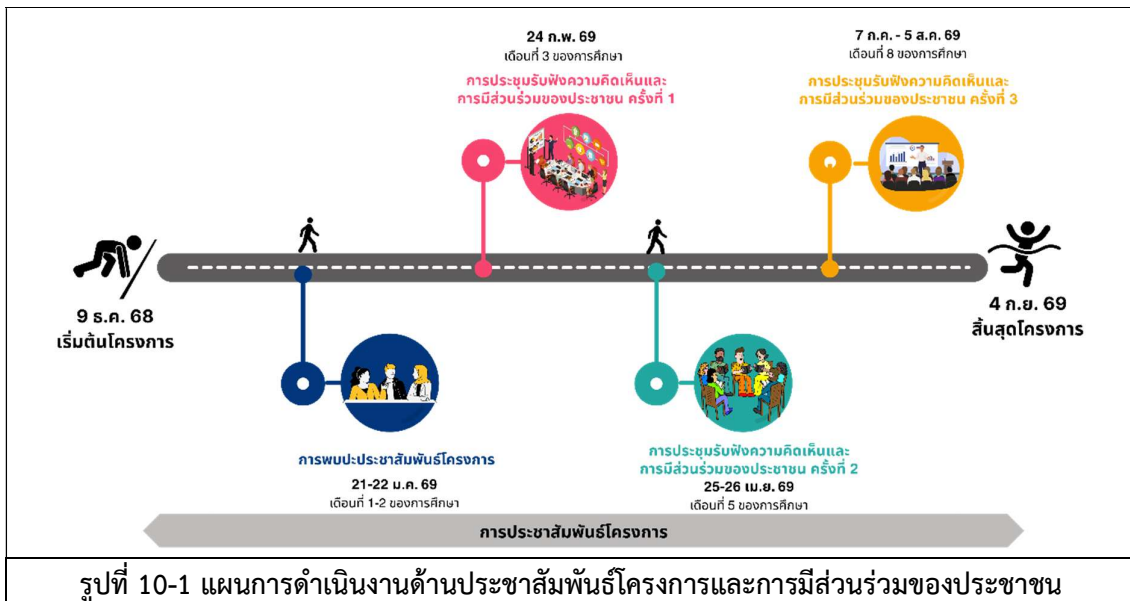 24 ก.พ. 69
เดือนที่ 3 ของการศึกษา
การประชุมรับฟังความคิดเห็นและ
การมีส่วนร่วมของประชาชน ครั้งที่ 1
7 ก.ค. - 5 ส.ค. 69
เดือนที่ 8 ของการศึกษา
การประชุมรับฟังความคิดเห็นและ
การมีส่วนร่วมของประชาชน ครั้งที่ 3
9 ธ.ค. 68
เริ่มต้นโครงการ
4 ก.ย. 69
สิ้นสุดโครงการ
การพบปะประชาสัมพันธ์โครงการ
21-22 ม.ค. 69
เดือนที่ 1-2 ของการศึกษา
การประชุมรับฟังความคิดเห็นและ
การมีส่วนร่วมของประชาชน ครั้งที่ 2
25-26 เม.ย. 69
เดือนที่ 5 ของการศึกษา
การประชาสัมพันธ์โครงการ
รูปที่ 10-1 แผนการดำเนินงานด้านประชาสัมพันธ์โครงการและการมีส่วนร่วมของประชาชน